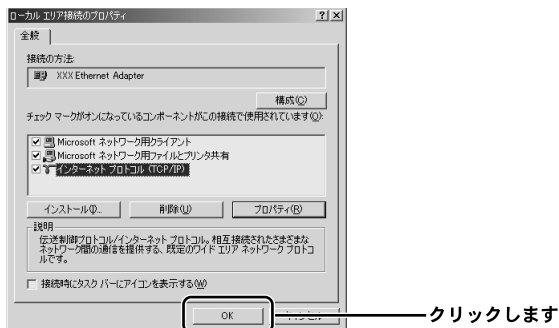 ローカル エリア接続のプロパティ
全般
接続の方法:
XXX Ethernet Adapter
構成(C)
チェック マークがオンになっているコンポーネントがこの接続で使用されています(O):
Microsoft ネットワーク用クライアント
Microsoft ネットワーク用ファイルとプリンタ共有
インターネット プロトコル (TCP/IP)
インストール(I)... 削除(U) プロパティ(R)
説明
伝送制御プロトコル/インターネット プロトコル。相互接続されたさまざまな
ネットワーク間の通信を提供する、既定のワイド エリア ネットワーク プロトコ
ルです。
接続時にタスク バーにアイコンを表示する(W)
OK クリックします